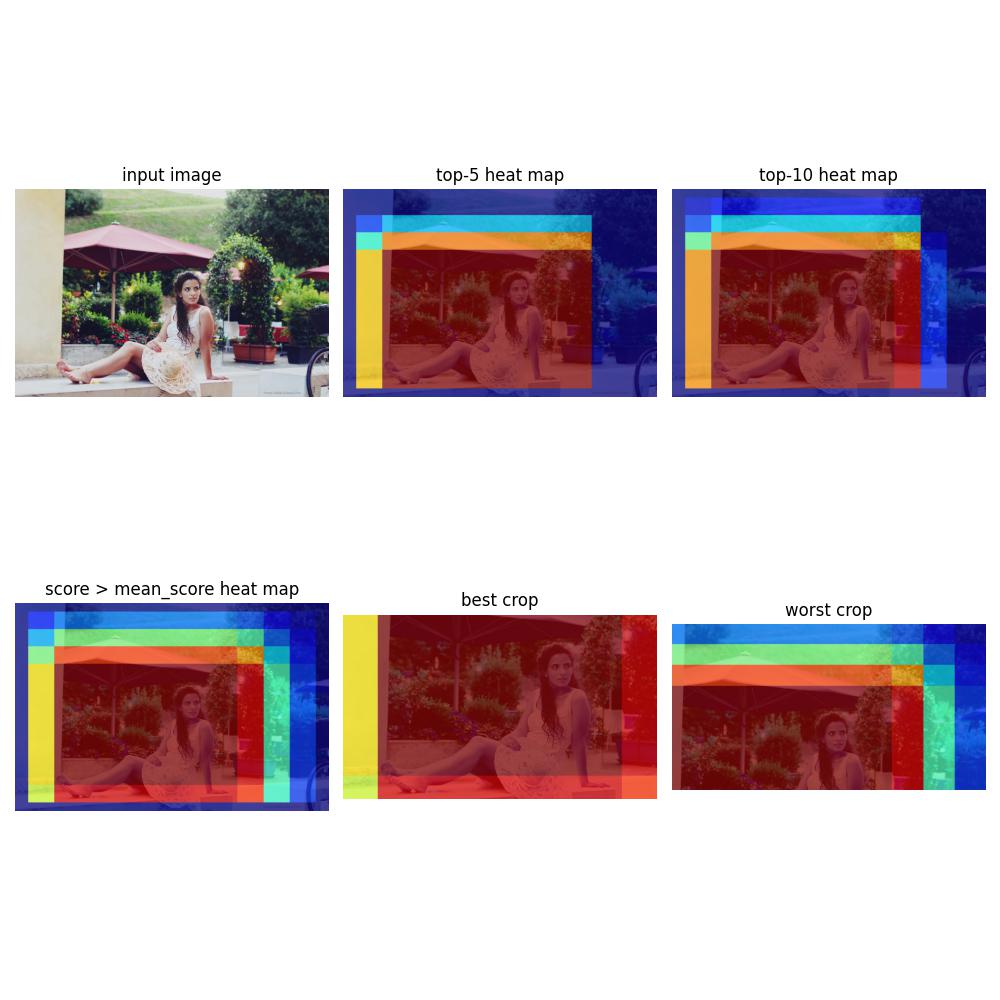 input image
top-5 heat map
top-10 heat map
score > mean_score heat map
best crop
worst crop